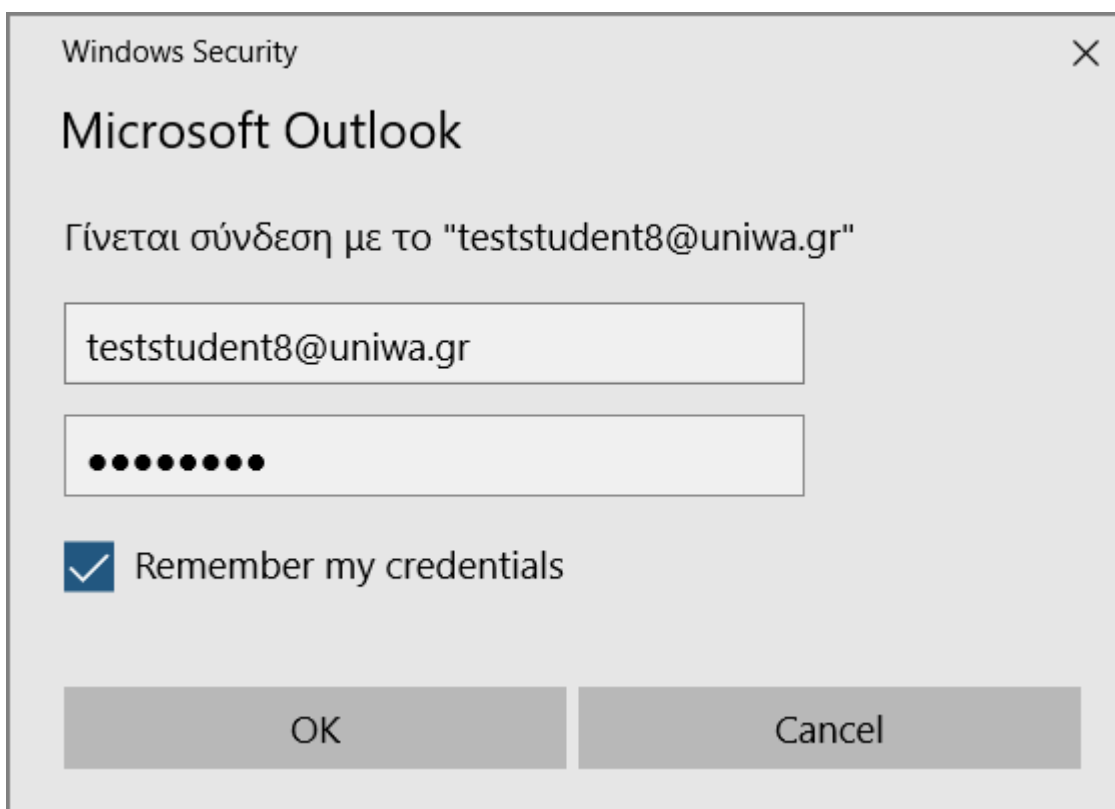 Windows Security
Microsoft Outlook
Γίνεται σύνδεση με το "teststudent8@uniwa.gr"
teststudent8@uniwa.gr
●●●●●●●●
Remember my credentials
OK
Cancel